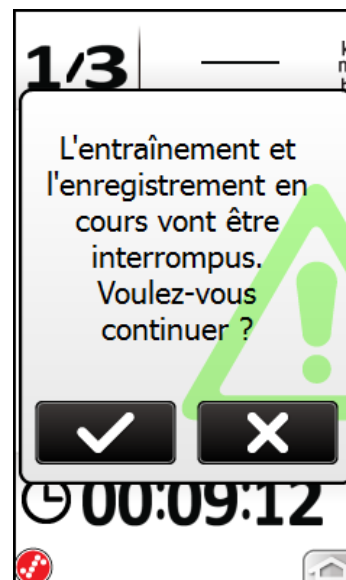 1/3
L'entraînement et
l'enregistrement en
cours vont être
interrompus.
Voulez-vous
continuer ?
00:09:12